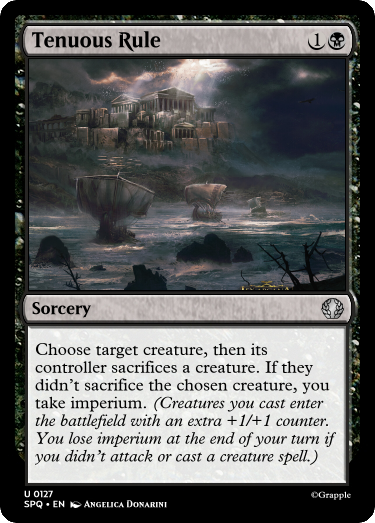 Tenuous Rule
1
Sorcery
Choose target creature, then its
controller sacrifices a creature. If they
didn't sacrifice the chosen creature, you
take imperium. (Creatures you cast enter
the battlefield with an extra +1/+1 counter.
You lose imperium at the end of your turn if
you didn't attack or cast a creature spell.)
U 0127
SPQ • EN Angelica Donarini
©Grapple